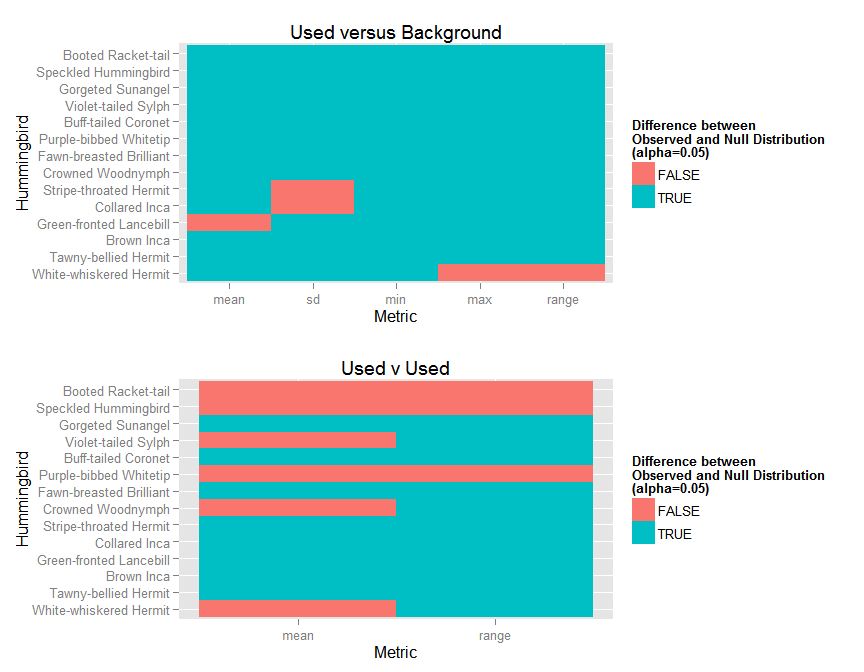 Used versus Background
Hummingbird
Booted Racket-tail
Speckled Hummingbird
Gorgeted Sunangel
Violet-tailed Sylph
Buff-tailed Coronet
Purple-bibbed Whitetip
Fawn-breasted Brilliant
Crowned Woodnymph
Stripe-throated Hermit
Collared Inca
Green-fronted Lancebill
Brown Inca
Tawny-bellied Hermit
White-whiskered Hermit
mean sd min max range
Metric
Difference between
Observed and Null Distribution
(alpha=0.05)
FALSE
TRUE
Used v Used
Hummingbird
Booted Racket-tail
Speckled Hummingbird
Gorgeted Sunangel
Violet-tailed Sylph
Buff-tailed Coronet
Purple-bibbed Whitetip
Fawn-breasted Brilliant
Crowned Woodnymph
Stripe-throated Hermit
Collared Inca
Green-fronted Lancebill
Brown Inca
Tawny-bellied Hermit
White-whiskered Hermit
mean range
Metric
Difference between
Observed and Null Distribution
(alpha=0.05)
FALSE
TRUE